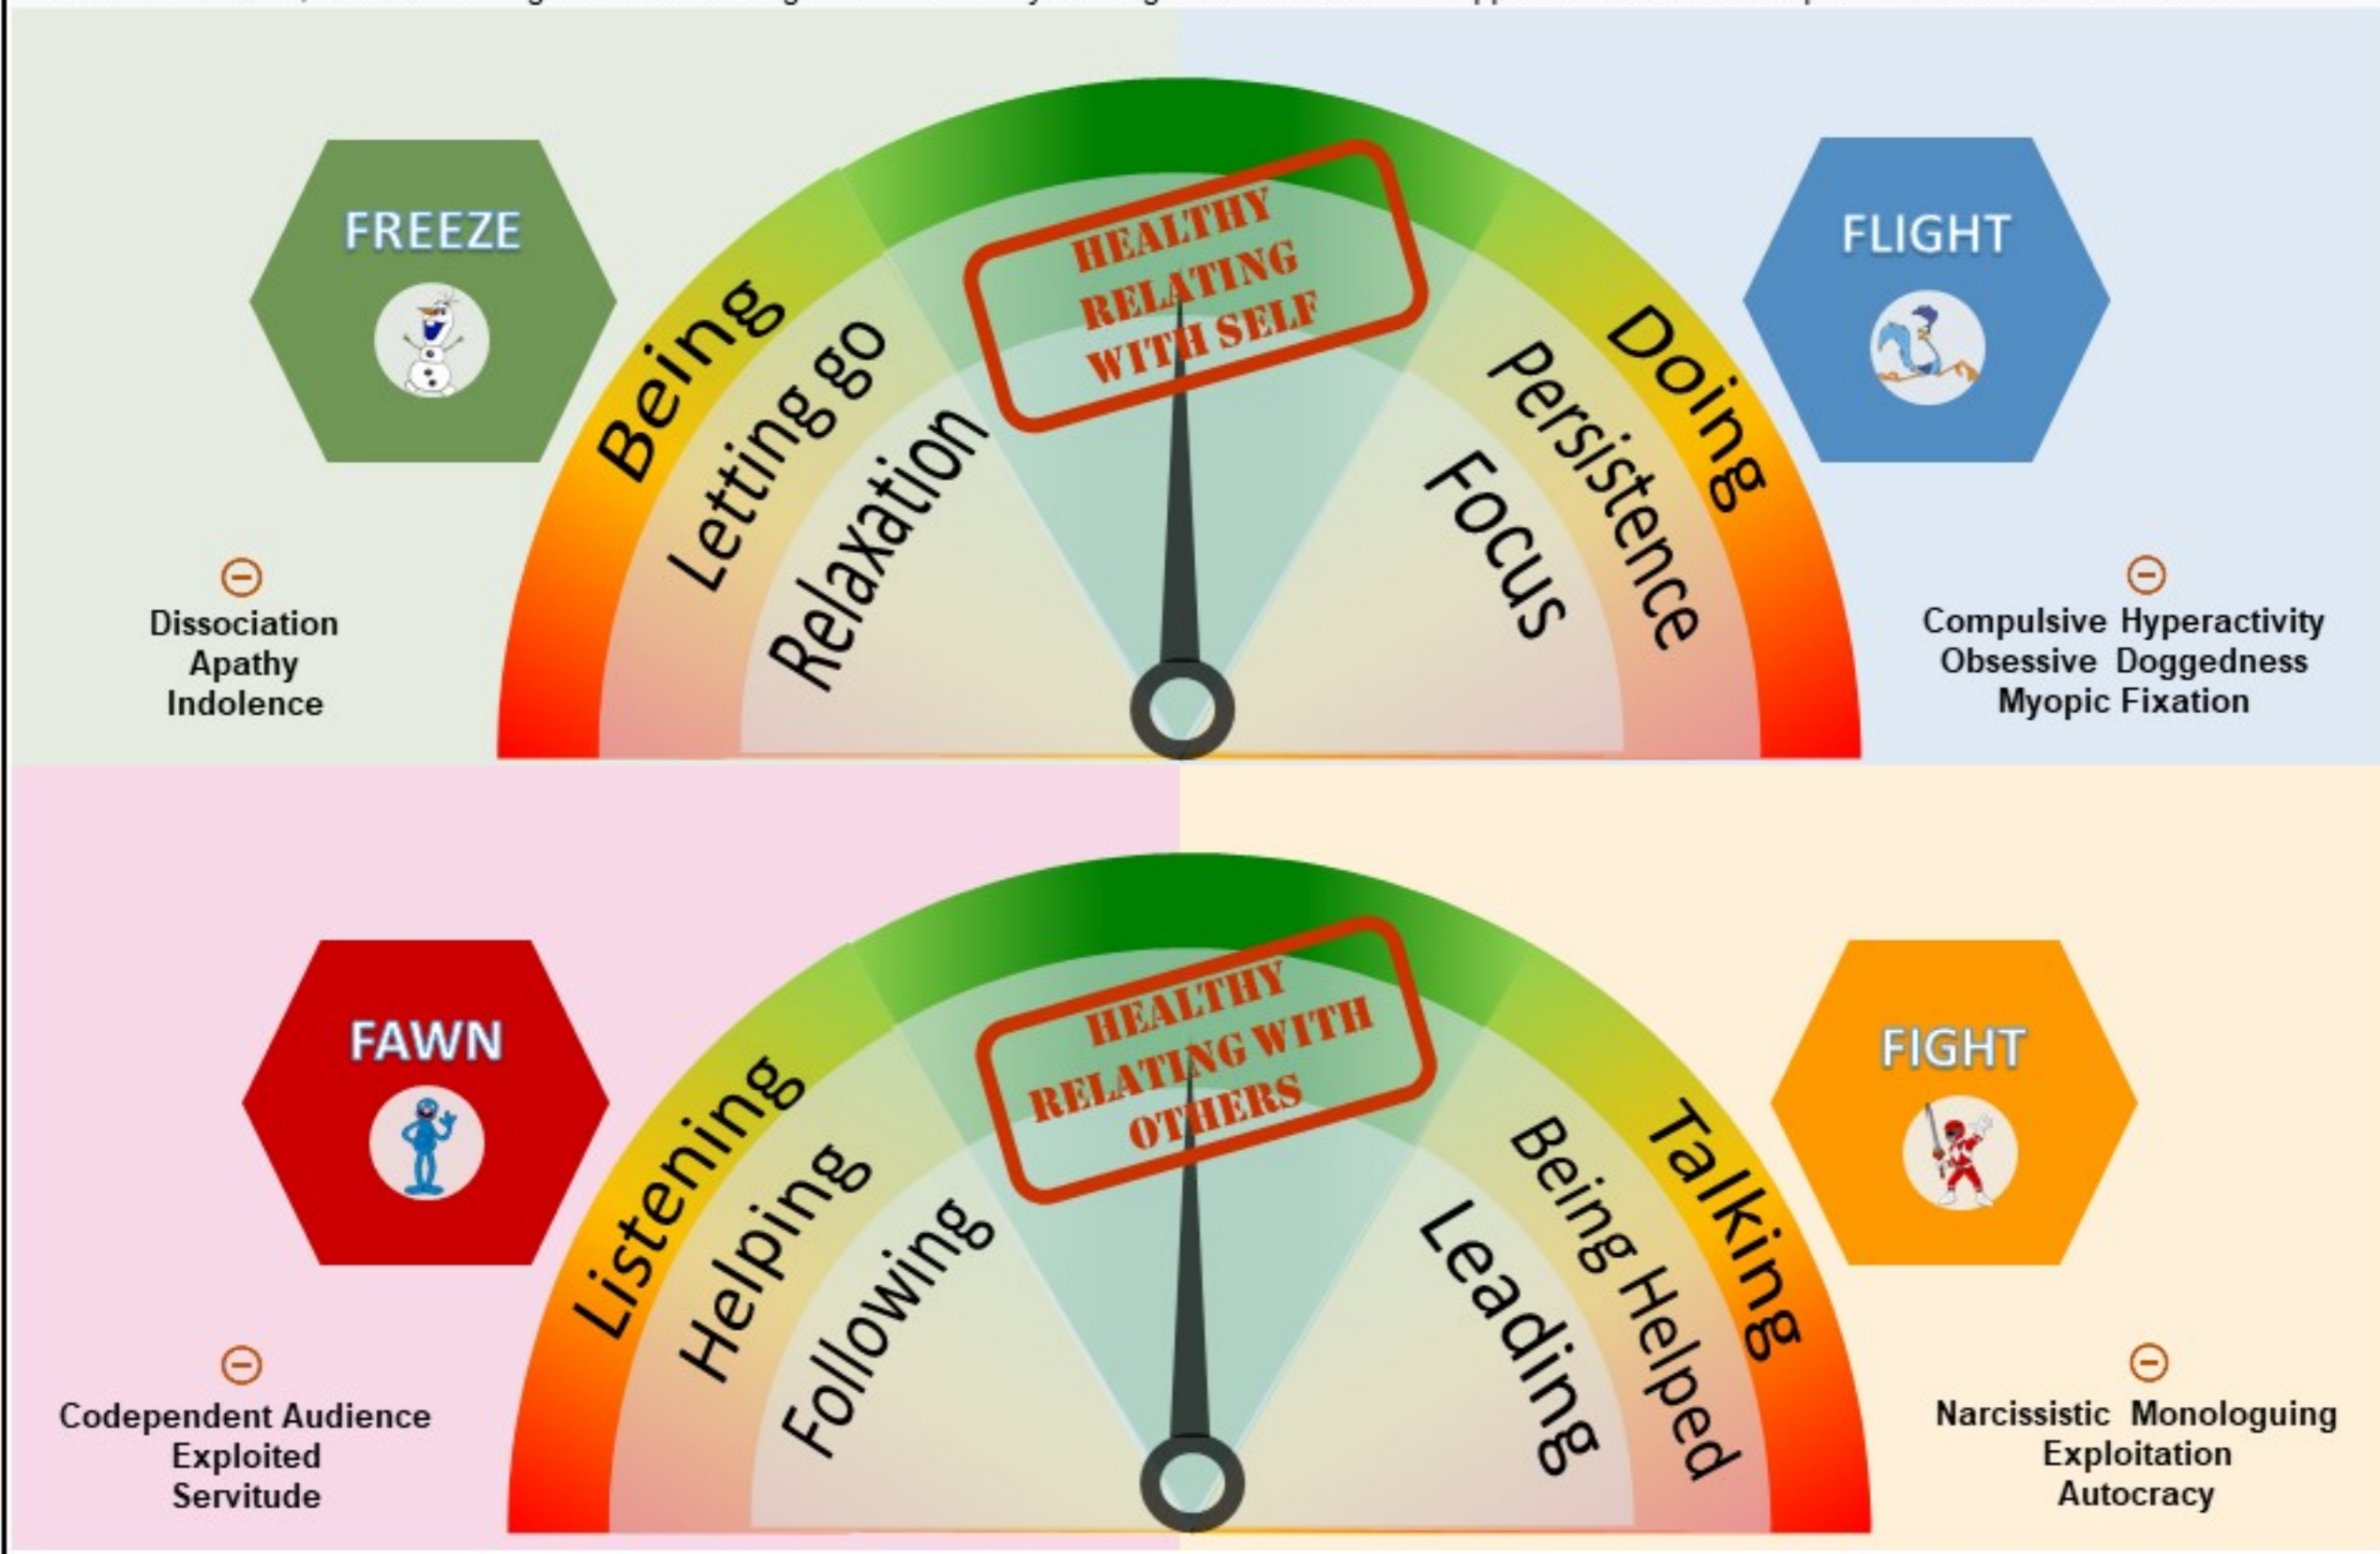 FREEZE
Being
Letting go
Relaxation
HEALTHY
RELATING
WITH SELF
Doing
Persistence
Focus
FLIGHT
Dissociation
Apathy
Indolence
Compulsive Hyperactivity
Obsessive Doggedness
Myopic Fixation
FAWN
Listening
Helping
Following
HEALTHY
RELATING WITH
OTHERS
Talking
Being Helped
Leading
FIGHT
Codependent Audience
Exploited
Servitude
Narcissistic Monologuing
Exploitation
Autocracy